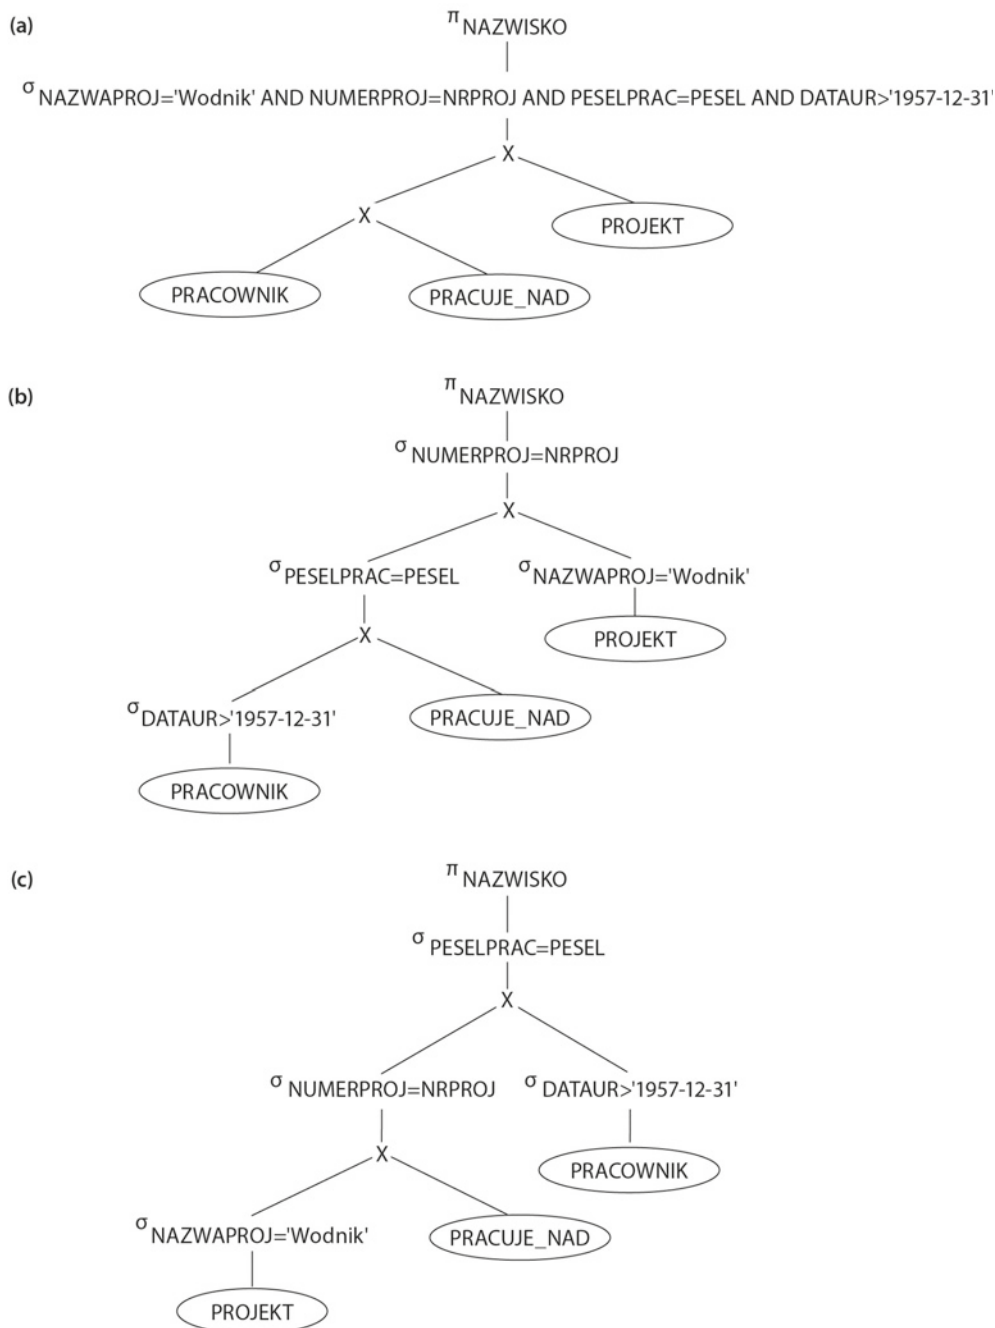 (a)
π NAZWISKO
σ NAZWAPROJ='Wodnik' AND NUMERPROJ=NRPROJ AND PESELPRAC=PESEL AND DATAUR>'1957-12-31'
X
X
PROJEKT
PRACOWNIK PRACUJE_NAD
(b)
π NAZWISKO
σ NUMERPROJ=NRPROJ
X
σ PESELPRAC=PESEL σ NAZWAPROJ='Wodnik'
X PROJEKT
σ DATAUR>'1957-12-31' PRACUJE_NAD
PRACOWNIK
(c)
π NAZWISKO
σ PESELPRAC=PESEL
X
σ NUMERPROJ=NRPROJ σ DATAUR>'1957-12-31'
X PRACOWNIK
σ NAZWAPROJ='Wodnik' PRACUJE_NAD
PROJEKT